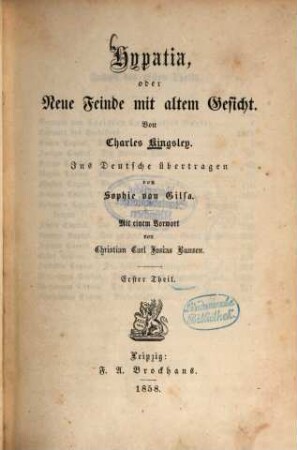 Hypatia,
oder
Neue Feinde mit altem Gesicht.
Von
Charles Kingsley.
Ins Deutsche übertragen
von
Sophie von Gilsa.
Mit einem Vorwort
von
Christian Carl Josias Bunsen.
Erster Theil.
Leipzig:
F. A. Brockhaus.
1858.